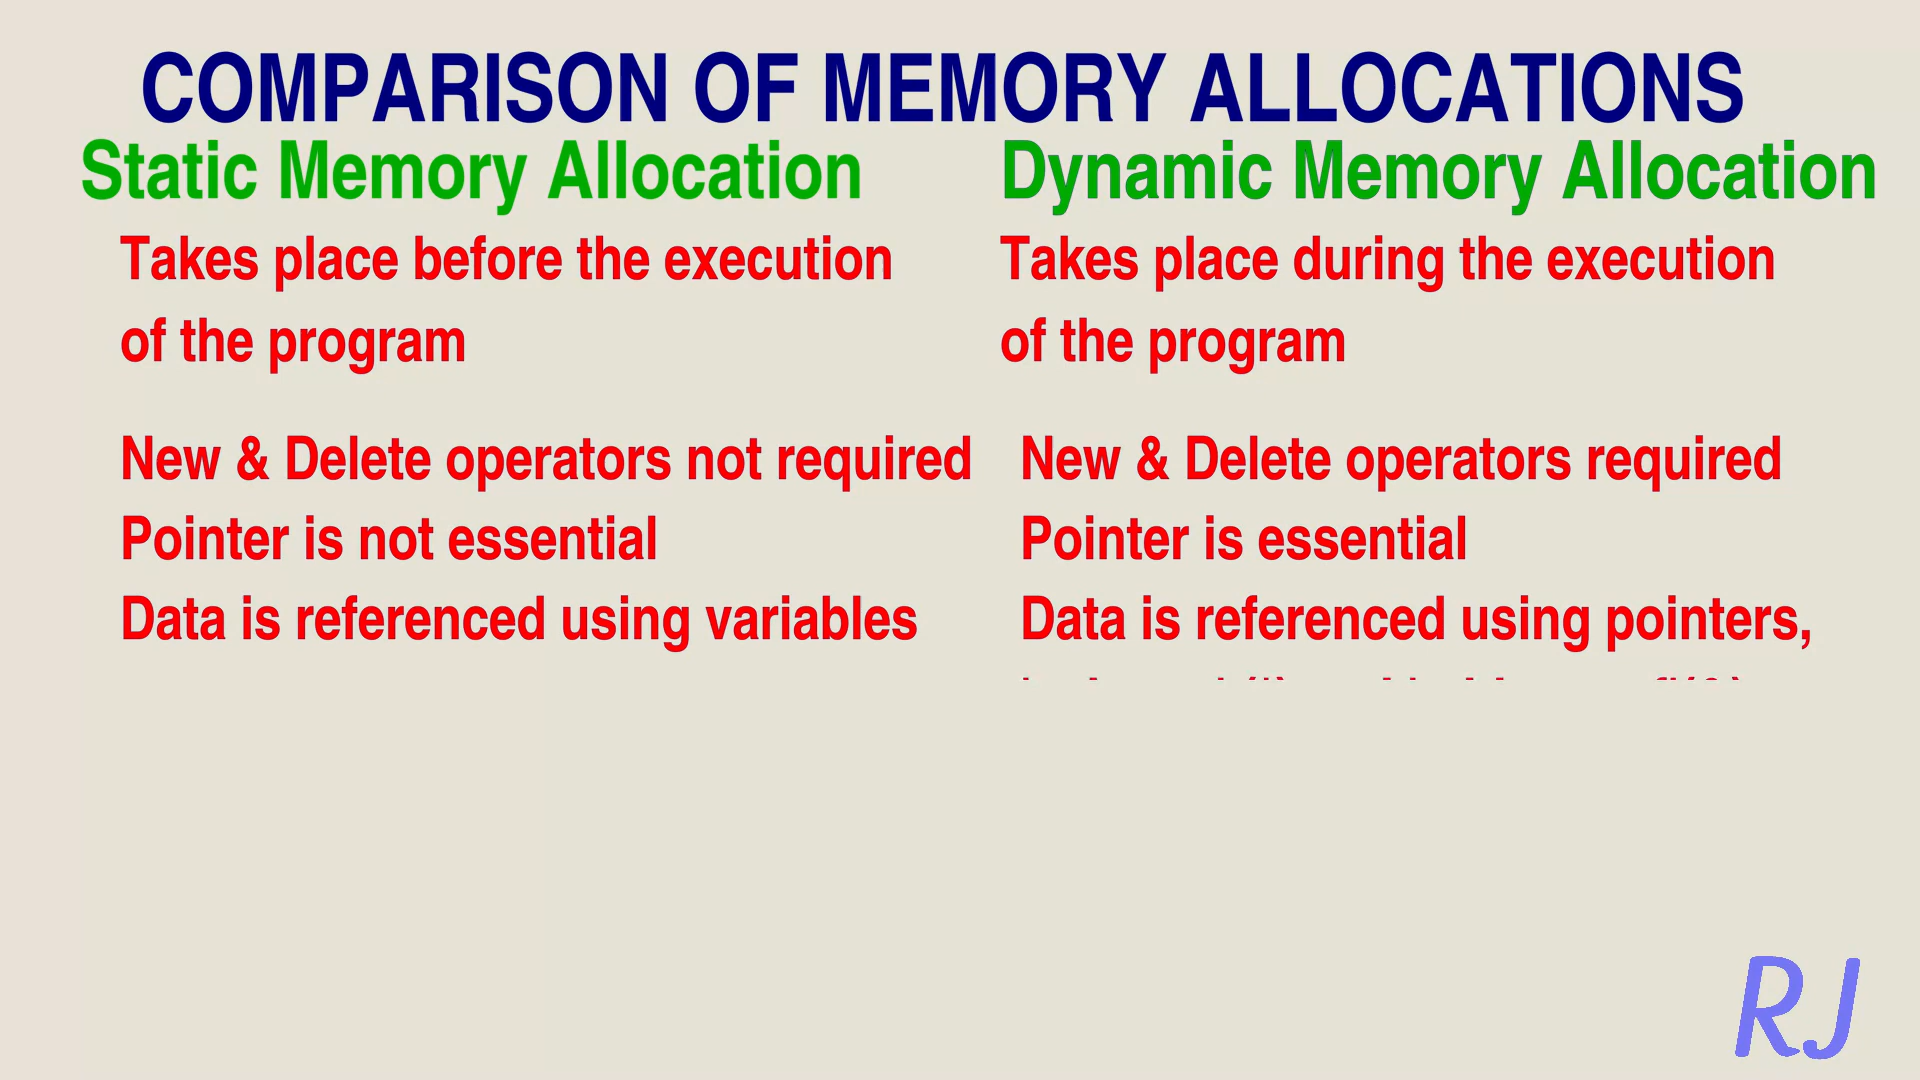 COMPARISON OF MEMORY ALLOCATIONS
Static Memory Allocation
Takes place before the execution
of the program
New & Delete operators not required
Pointer is not essential
Data is referenced using variables
Dynamic Memory Allocation
Takes place during the execution
of the program
New & Delete operators required
Pointer is essential
Data is referenced using pointers,
RJ